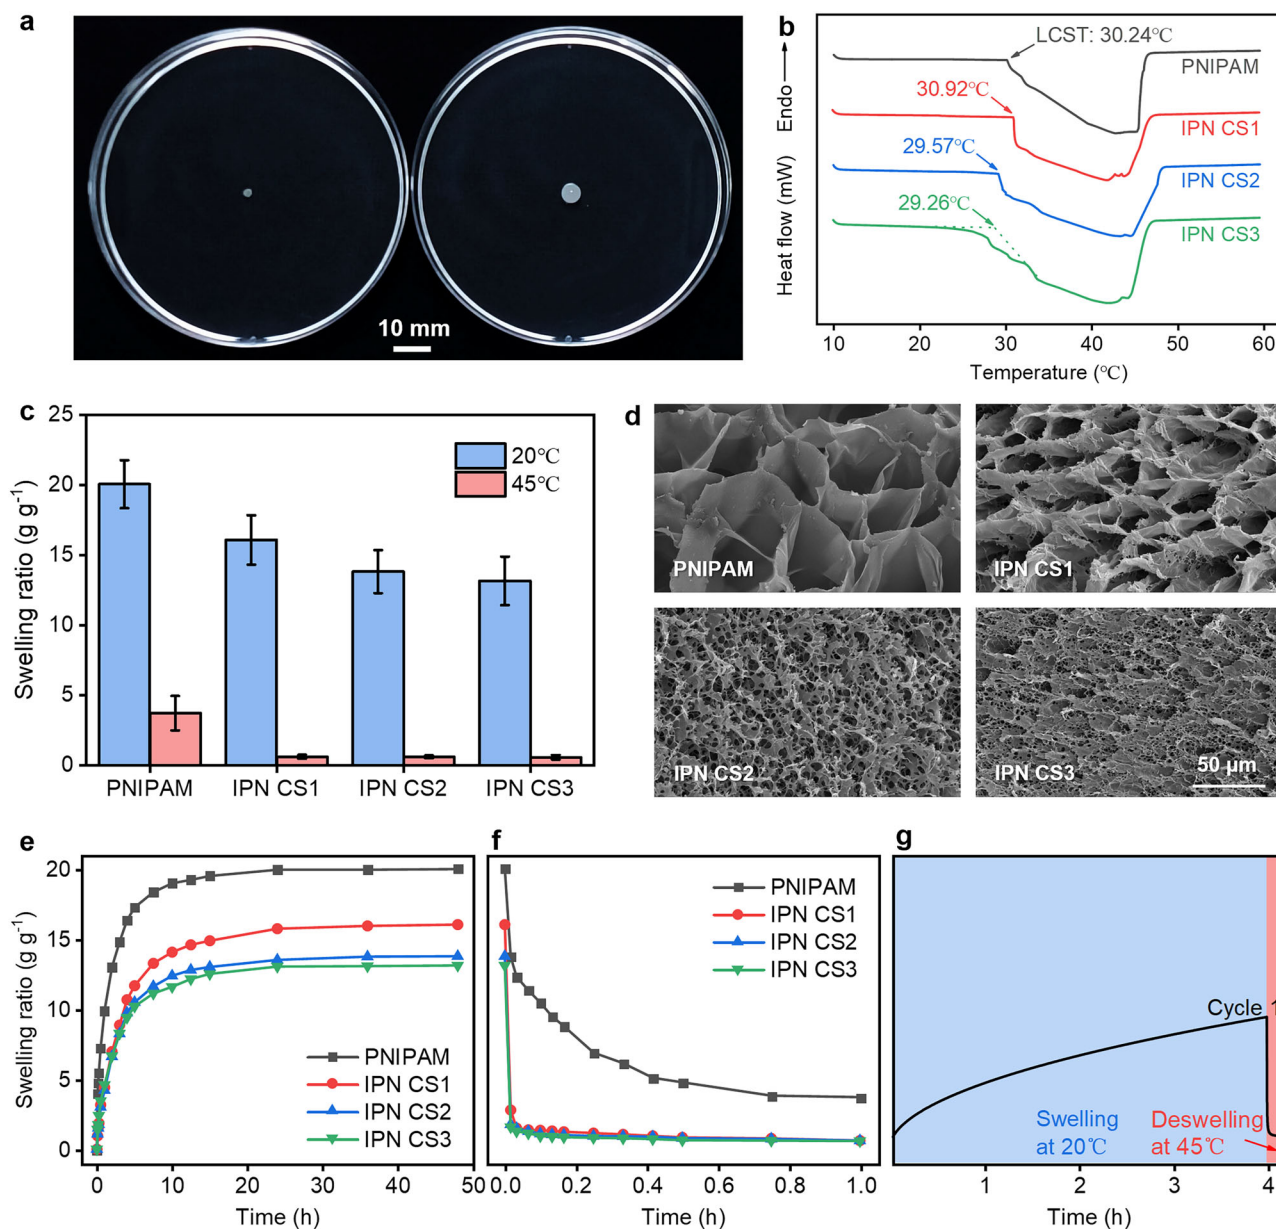 a
10 mm
b
Endo
Heat flow (mW)
LCST: 30.24℃
PNIPAM
30.92℃
IPN CS1
29.57℃
IPN CS2
29.26℃
IPN CS3
10 20 30 40 50 60
Temperature (℃)
c
Swelling ratio (g g⁻¹)
25
20
15
10
5
0
20℃
45℃
PNIPAM IPN CS1 IPN CS2 IPN CS3
d
PNIPAM
IPN CS1
IPN CS2
IPN CS3
50 μm
e
Swelling ratio (g g⁻¹)
20
15
10
5
0
PNIPAM
IPN CS1
IPN CS2
IPN CS3
0 10 20 30 40 50
Time (h)
f
PNIPAM
IPN CS1
IPN CS2
IPN CS3
0.0 0.2 0.4 0.6 0.8 1.0
Time (h)
g
Cycle 1
Swelling
at 20℃
Deswelling
at 45℃
1 2 3 4
Time (h)